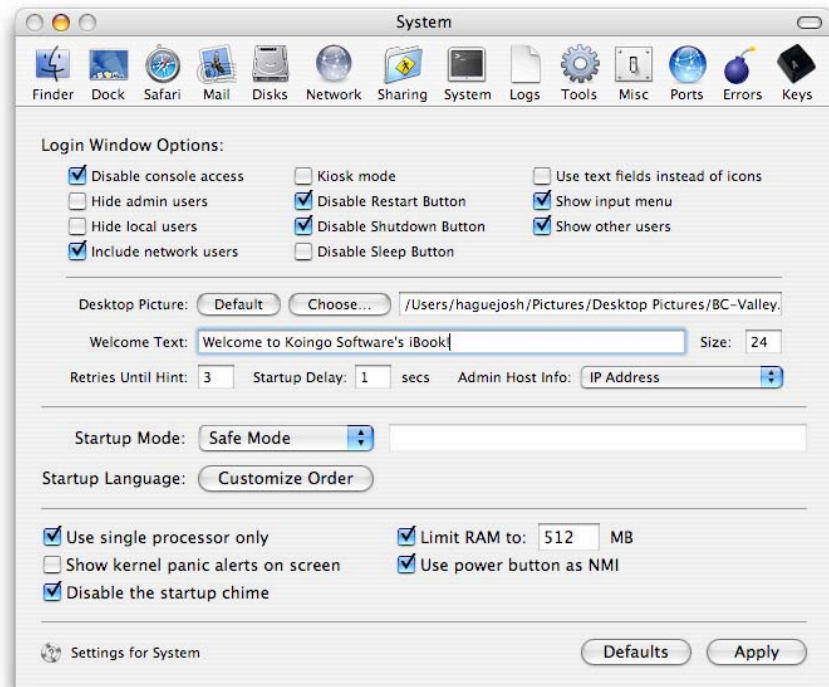 System
Finder Dock Safari Mail Disks Network Sharing System Logs Tools Misc Ports Errors Keys
Login Window Options:
Disable console access Kiosk mode Use text fields instead of icons
Hide admin users Disable Restart Button Show input menu
Hide local users Disable Shutdown Button Show other users
Include network users Disable Sleep Button
Desktop Picture: Default Choose... /Users/haguejosh/Pictures/Desktop Pictures/BC-Valley.
Welcome Text: Welcome to Koingo Software's iBook! Size: 24
Retries Until Hint: 3 Startup Delay: 1 secs Admin Host Info: IP Address
Startup Mode: Safe Mode
Startup Language: Customize Order
Use single processor only Limit RAM to: 512 MB
Show kernel panic alerts on screen Use power button as NMI
Disable the startup chime
Settings for System Defaults Apply